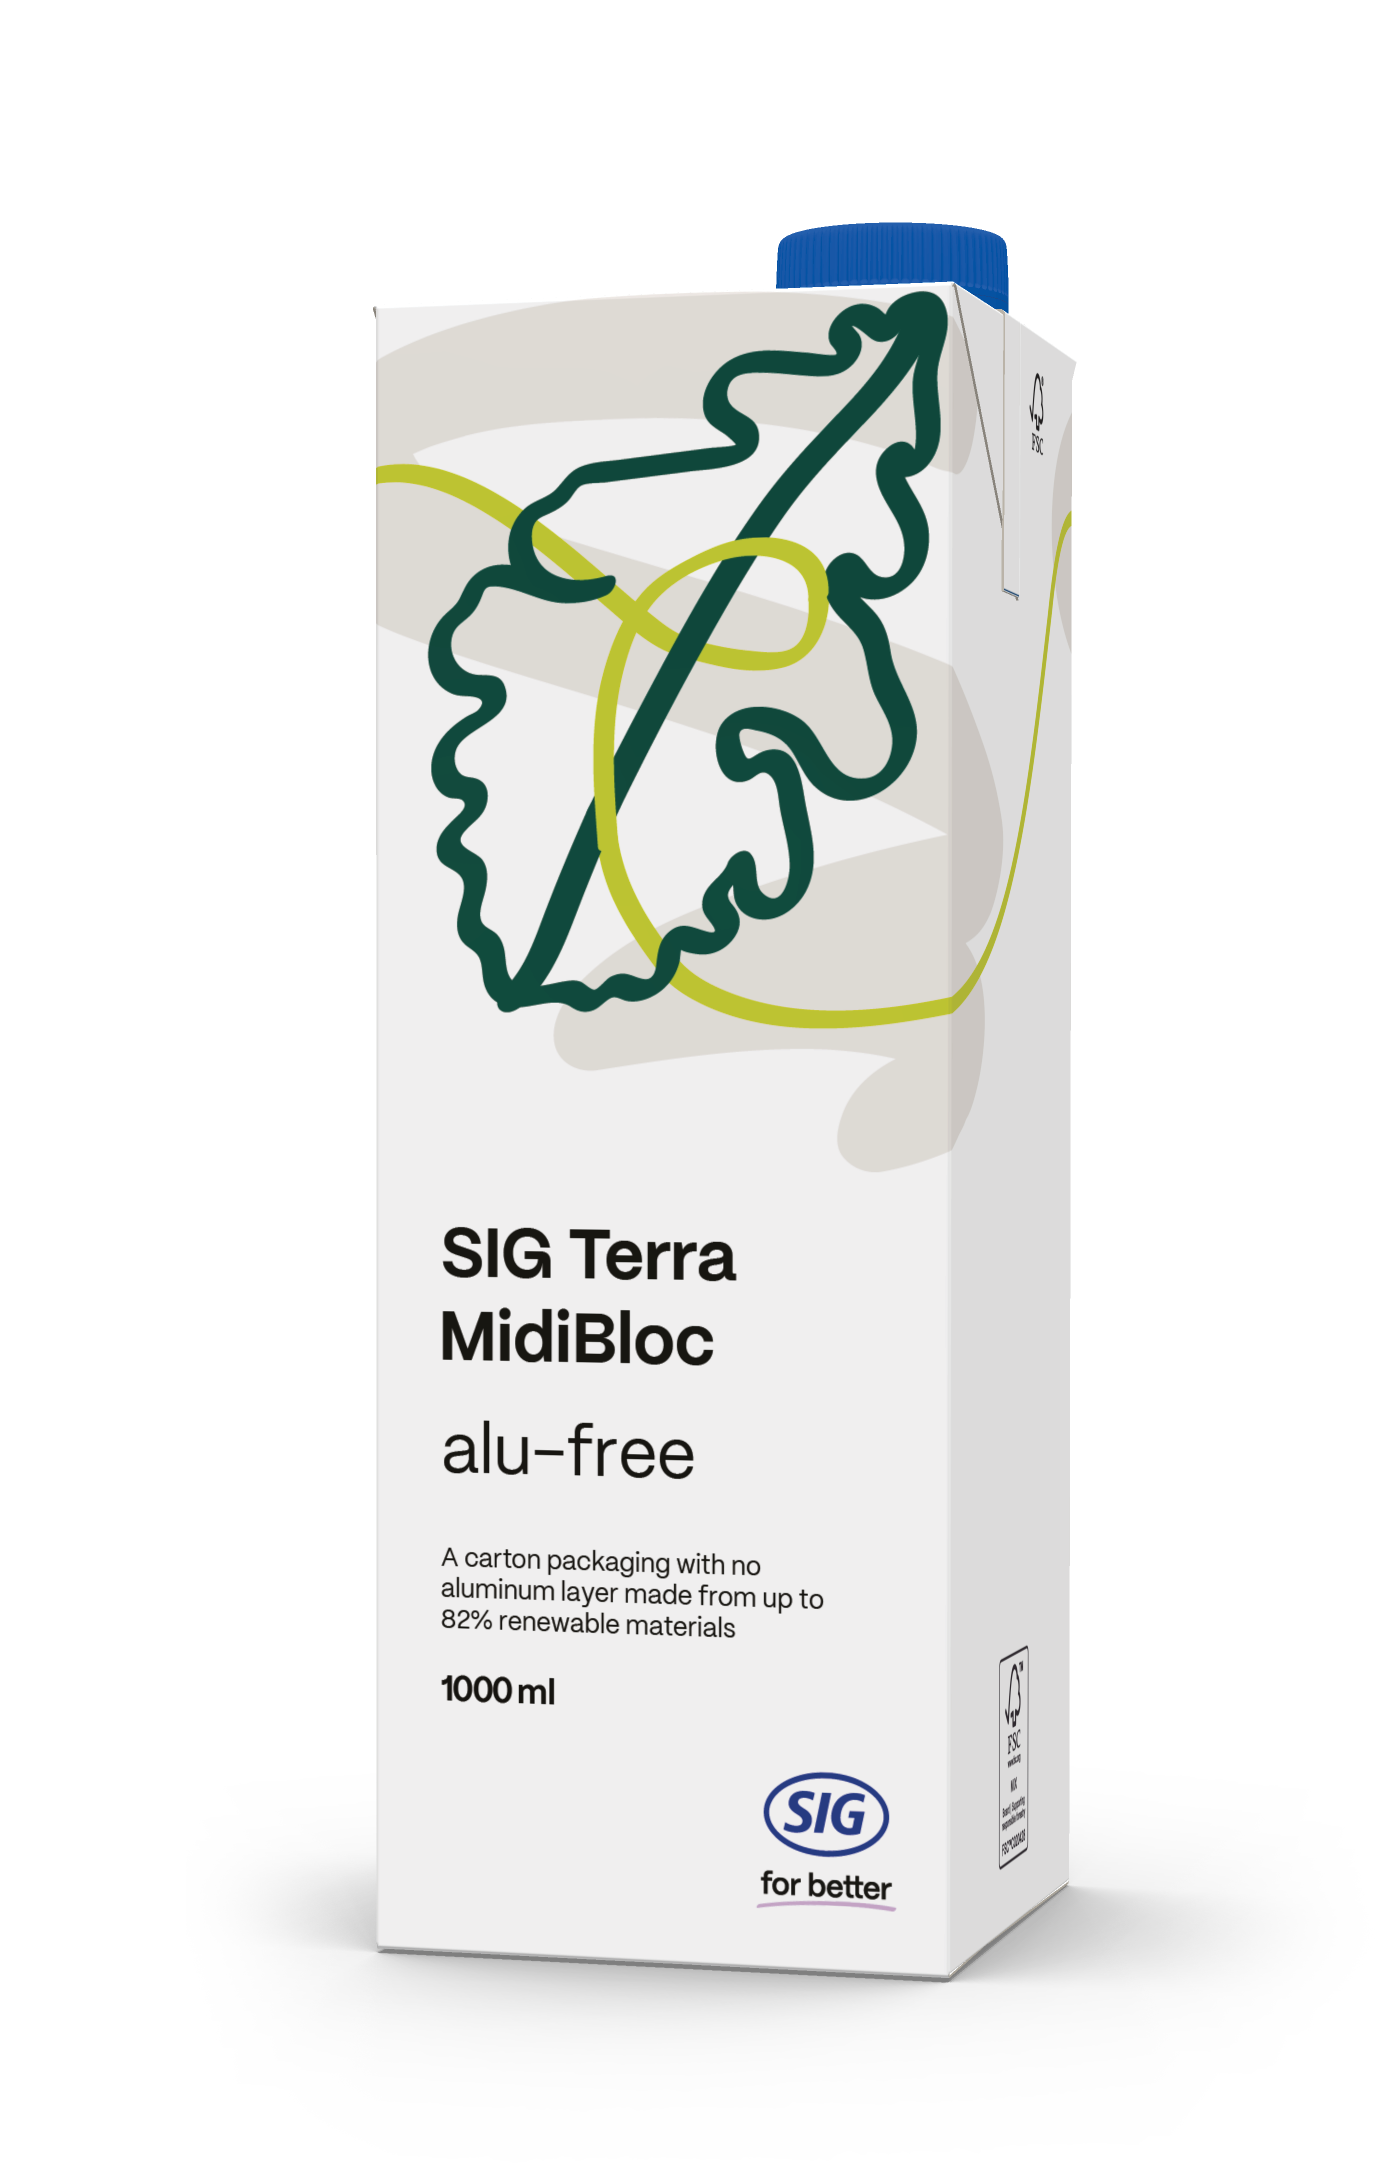 SIG Terra
MidiBloc
alu-free
A carton packaging with no
aluminum layer made from up to
82% renewable materials
1000 ml
SIG
for better
FSC
FSC
MIX